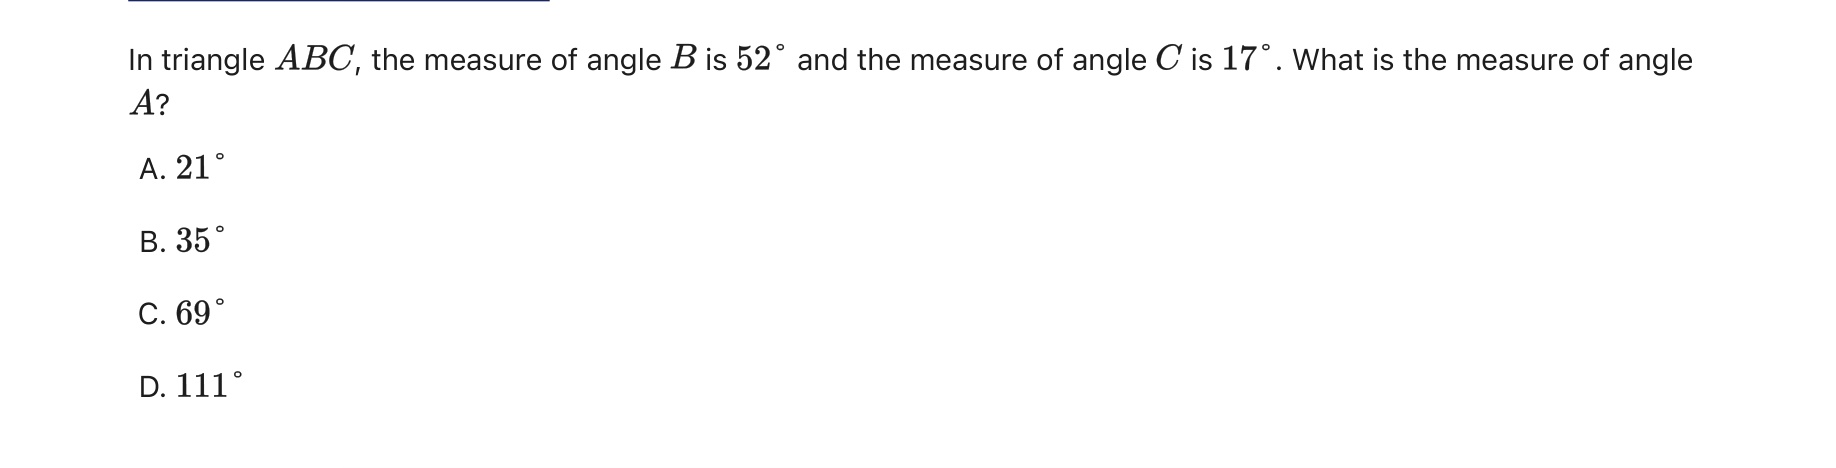 In triangle ABC, the measure of angle B is 52° and the measure of angle C is 17°. What is the measure of angle
A?
A. 21°
B. 35°
C. 69°
D. 111°